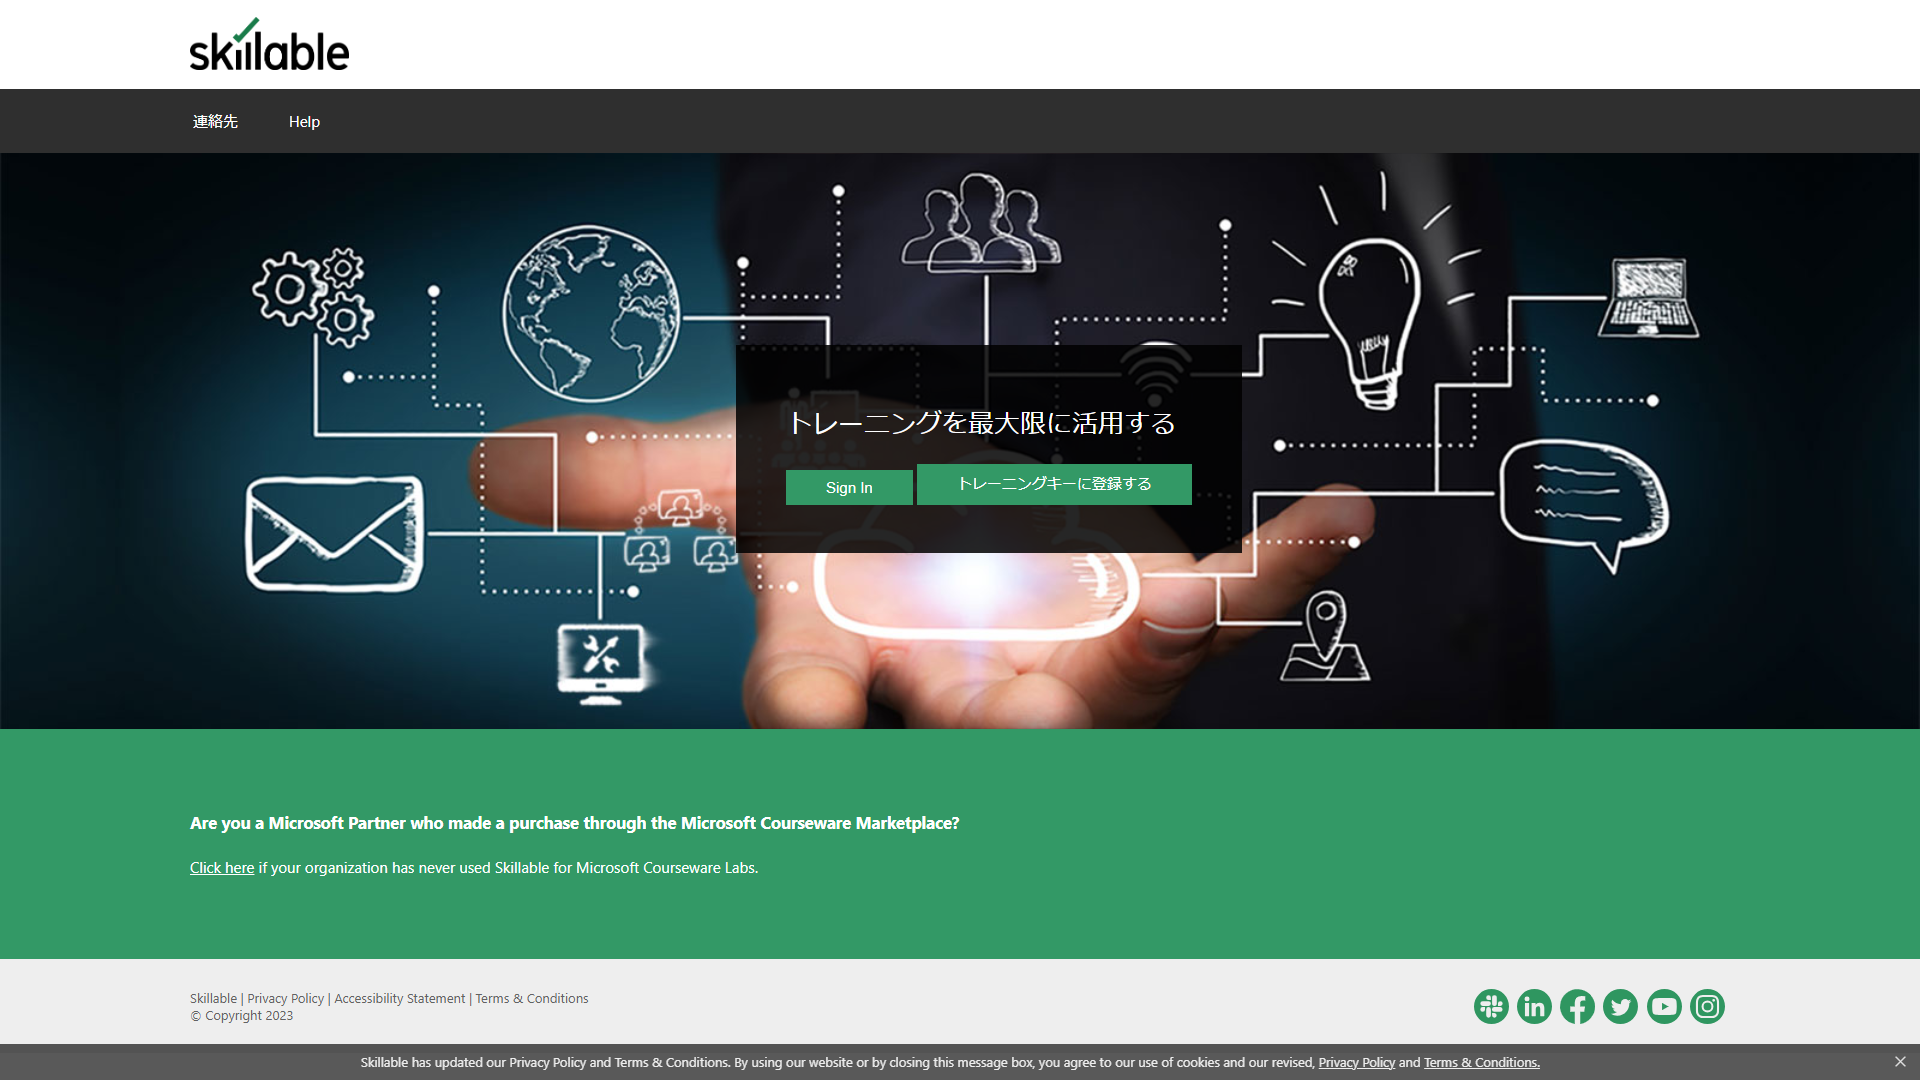 skillable
連絡先
Help
トレーニングを最大限に活用する
Sign In
トレーニングキーに登録する
Are you a Microsoft Partner who made a purchase through the Microsoft Courseware Marketplace?
Click here if your organization has never used Skillable for Microsoft Courseware Labs.
Skillable | Privacy Policy | Accessibility Statement | Terms & Conditions
© Copyright 2023
Skillable has updated our Privacy Policy and Terms & Conditions. By using our website or by closing this message box, you agree to our use of cookies and our revised, Privacy Policy and Terms & Conditions.